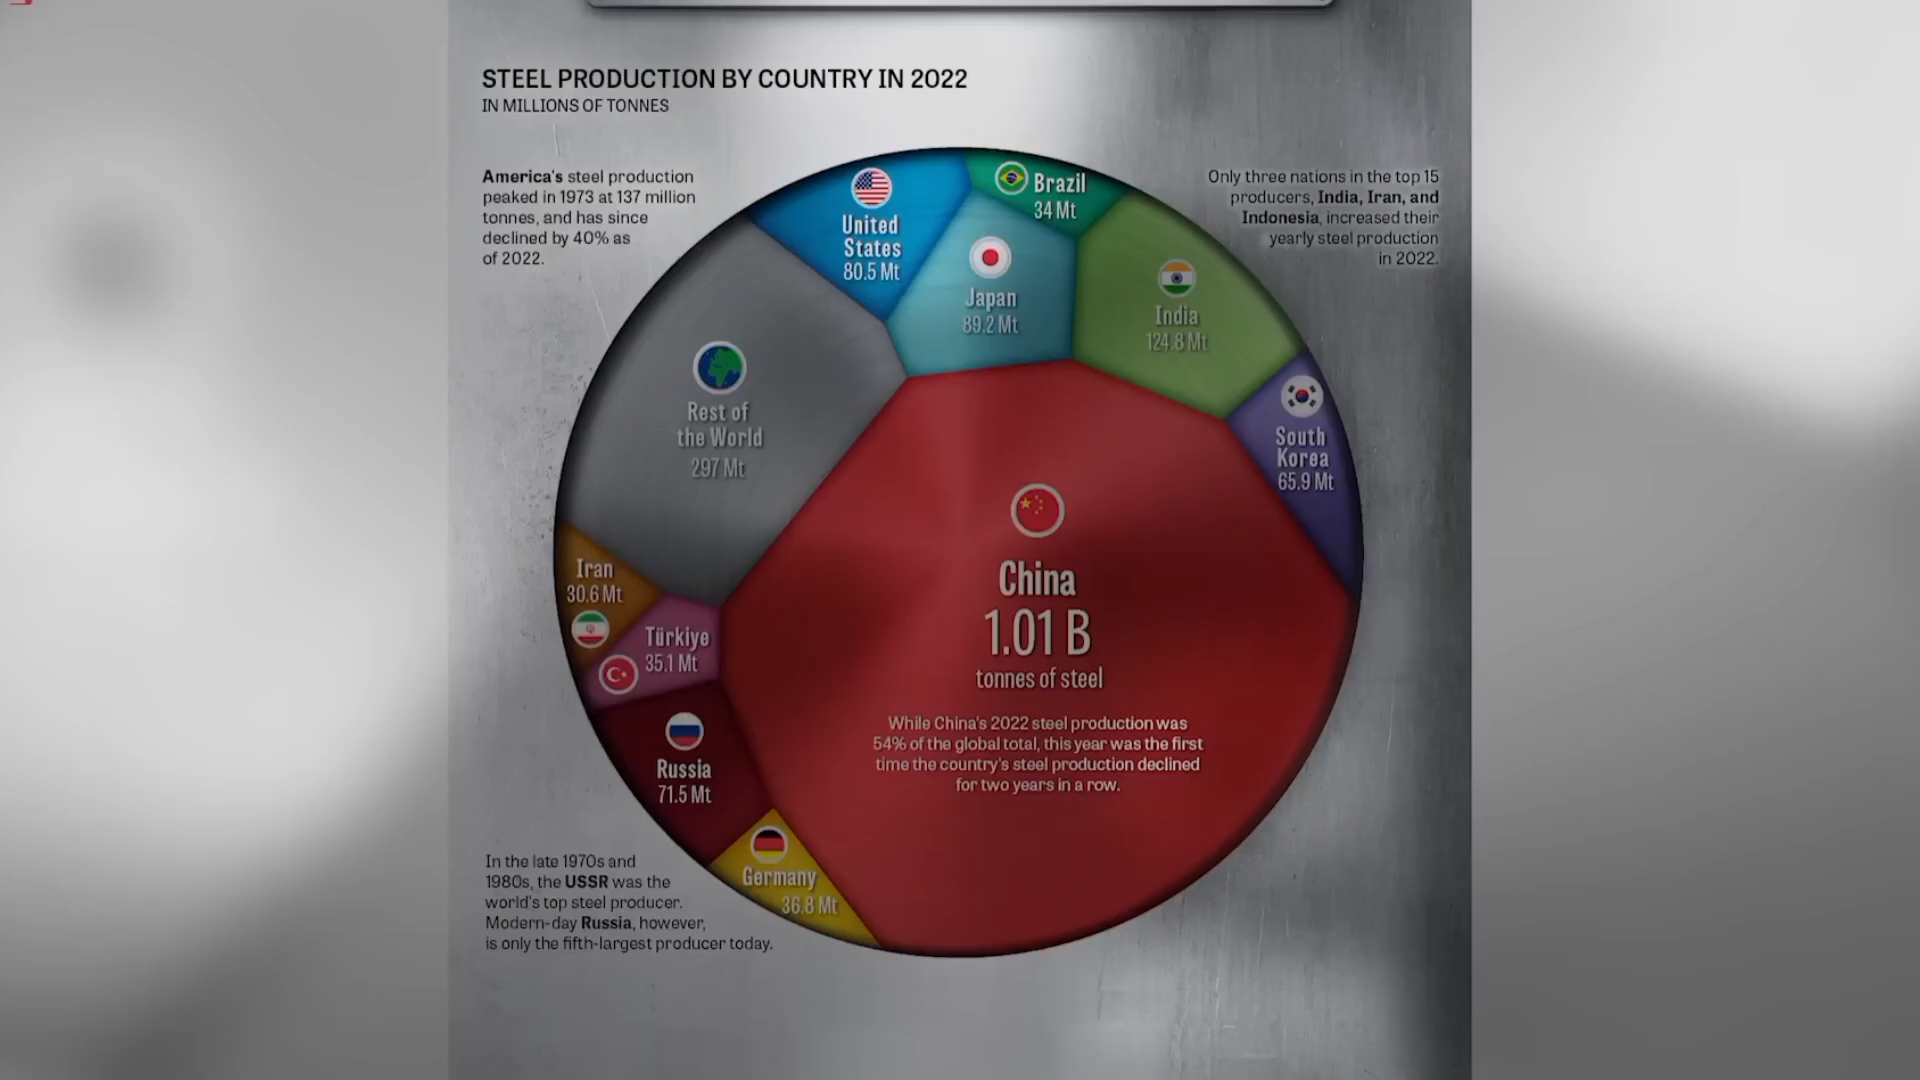 STEEL PRODUCTION BY COUNTRY IN 2022
IN MILLIONS OF TONNES
America's steel production
peaked in 1973 at 137 million
tonnes, and has since
declined by 40% as
of 2022.
Only three nations in the top 15
producers, India, Iran, and
Indonesia, increased their
yearly steel production
in 2022.
United
States
80.5 Mt
Brazil
34 Mt
Japan
89.2 Mt
India
124.8 Mt
Rest of
the World
297 Mt
South
Korea
65.9 Mt
China
1.01 B
tonnes of steel
While China's 2022 steel production was
54% of the global total, this year was the first
time the country's steel production declined
for two years in a row.
Iran
30.6 Mt
Türkiye
35.1 Mt
Russia
71.5 Mt
Germany
36.8 Mt
In the late 1970s and
1980s, the USSR was the
world's top steel producer.
Modern-day Russia, however,
is only the fifth-largest producer today.